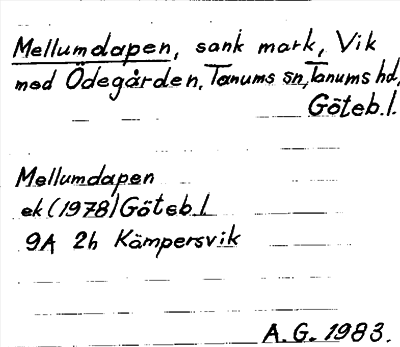 Mellumdapen, sank mark, Vik
med Ödegården, Tanums sn, Tanums hd,
Göteb.l.
Mellumdapen
ek (1978) Göteb.l
9A 2h Kämpersvik
A.G. 1983.